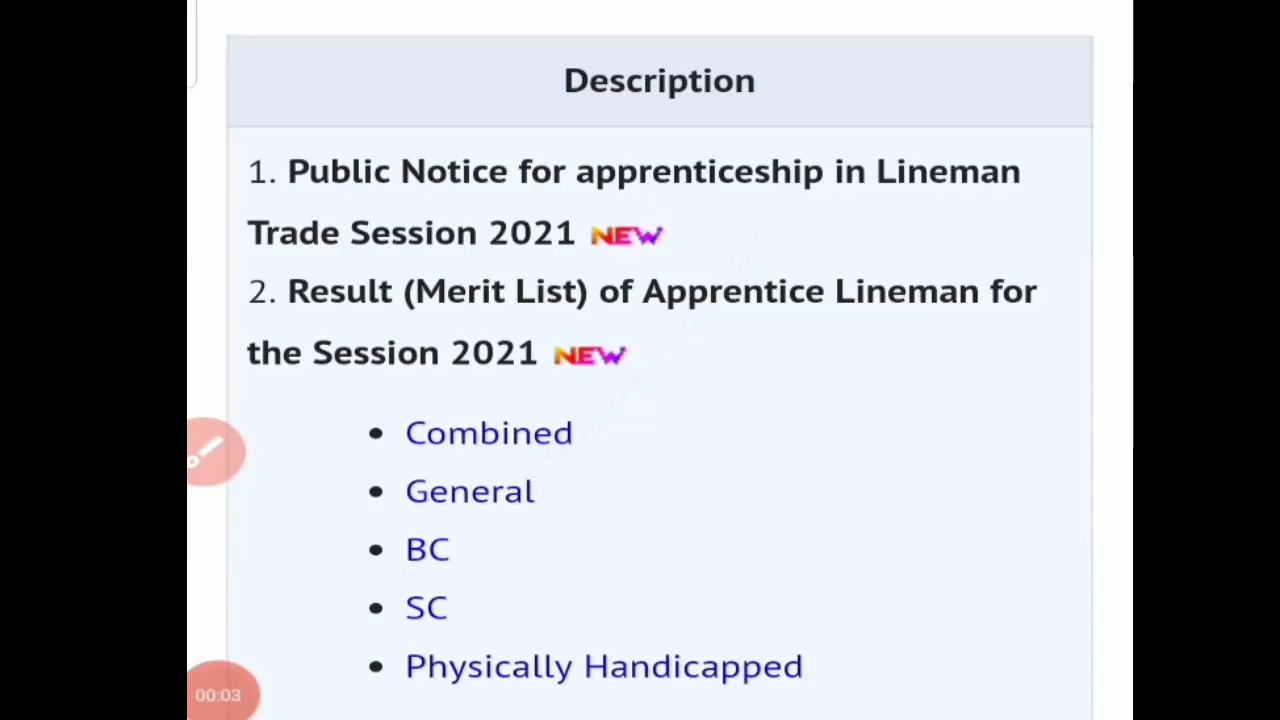 Description
1. Public Notice for apprenticeship in Lineman
Trade Session 2021 NEW
2. Result (Merit List) of Apprentice Lineman for
the Session 2021 NEW
• Combined
• General
• BC
• SC
• Physically Handicapped
00:03